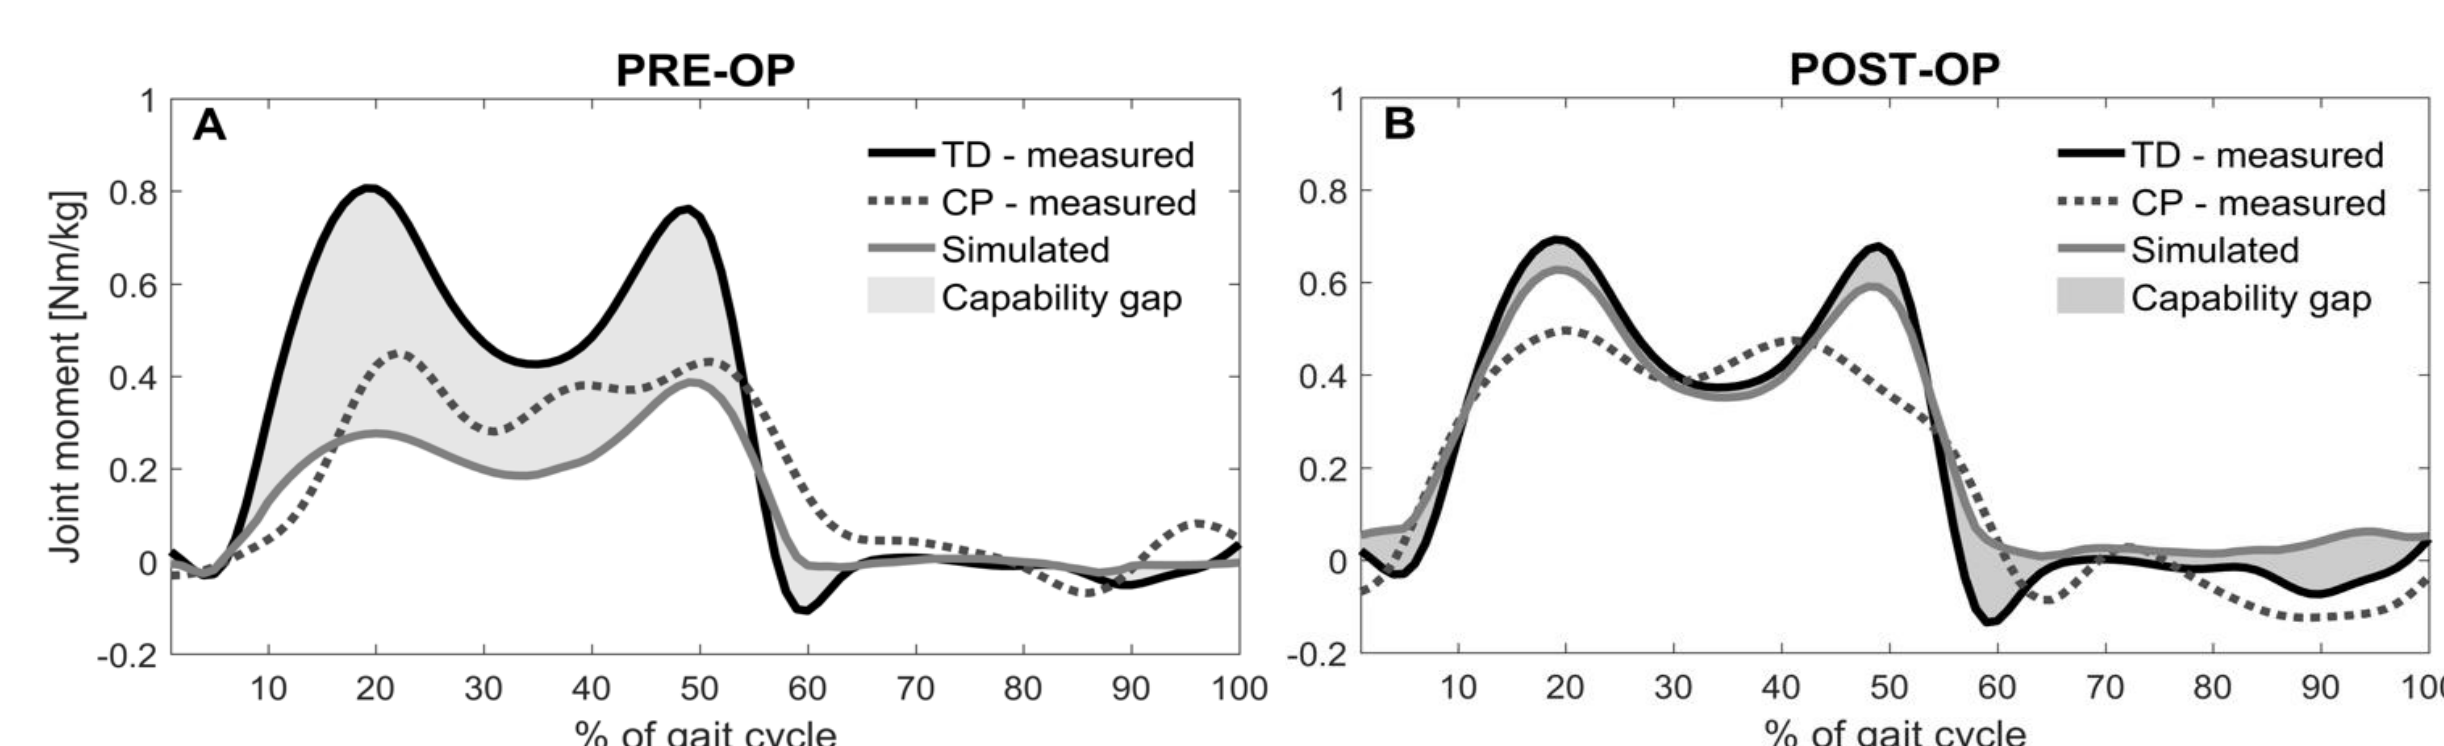 PRE-OP
A
TD - measured
CP - measured
Simulated
Capability gap
Joint moment [Nm/kg]
1
0.8
0.6
0.4
0.2
0
-0.2
10 20 30 40 50 60 70 80 90 100
% of gait cycle
POST-OP
B
TD - measured
CP - measured
Simulated
Capability gap
1
0.8
0.6
0.4
0.2
0
-0.2
10 20 30 40 50 60 70 80 90 100
% of gait cycle